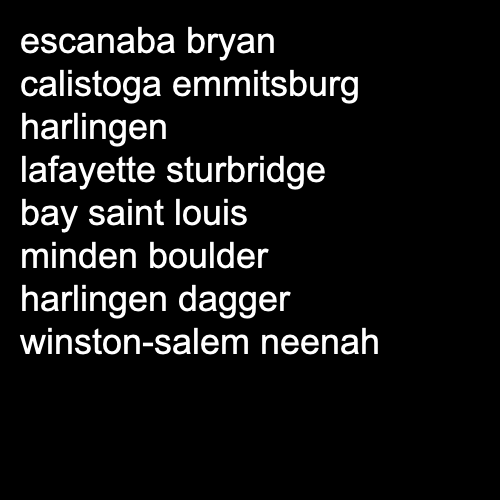 escanaba bryan
calistoga emmitsburg
harlingen
lafayette sturbridge
bay saint louis
minden boulder
harlingen dagger
winston-salem neenah